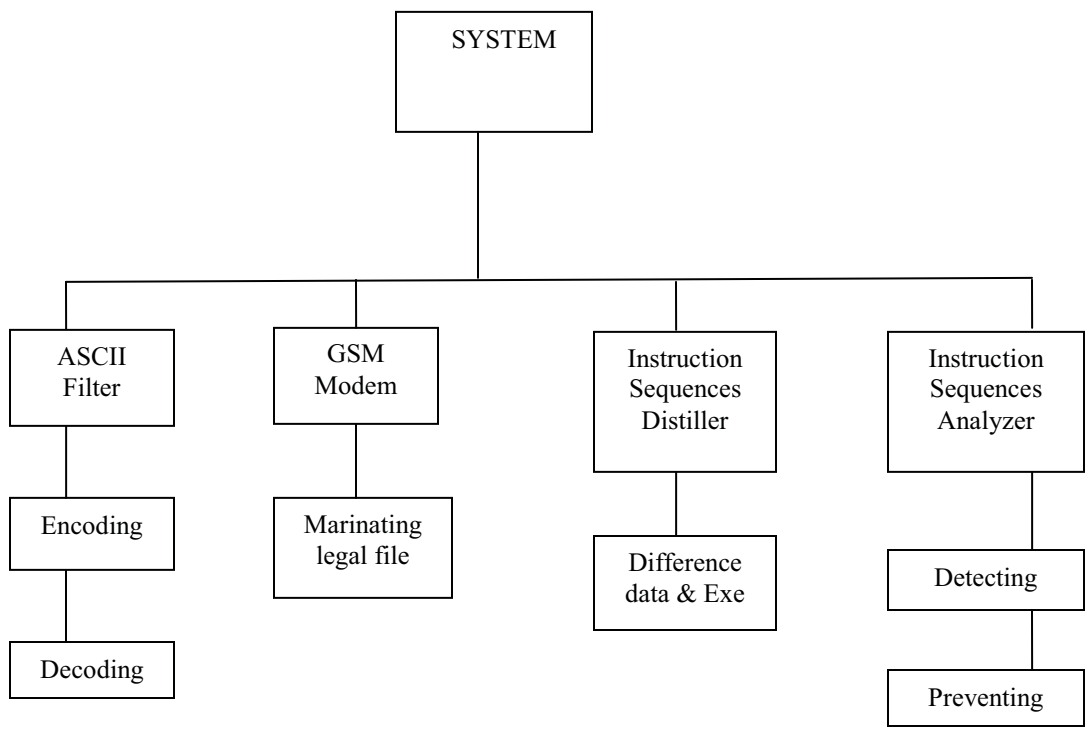 SYSTEM
ASCII
Filter
GSM
Modem
Instruction
Sequences
Distiller
Instruction
Sequences
Analyzer
Encoding
Marinating
legal file
Difference
data & Exe
Detecting
Decoding
Preventing